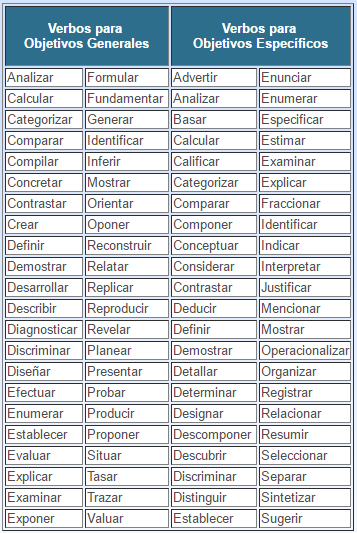 Verbos para Verbos para
Objetivos Generales Objetivos Específicos
Analizar Formular Advertir Enunciar
Calcular Fundamentar Analizar Enumerar
Categorizar Generar Basar Especificar
Comparar Identificar Calcular Estimar
Compilar Inferir Calificar Examinar
Concretar Mostrar Categorizar Explicar
Contrastar Orientar Comparar Fraccionar
Crear Oponer Componer Identificar
Definir Reconstruir Conceptuar Indicar
Demostrar Relatar Considerar Interpretar
Desarrollar Replicar Contrastar Justificar
Describir Reproducir Deducir Mencionar
Diagnosticar Revelar Definir Mostrar
Discriminar Planear Demostrar Operacionalizar
Diseñar Presentar Detallar Organizar
Efectuar Probar Determinar Registrar
Enumerar Producir Designar Relacionar
Establecer Proponer Descomponer Resumir
Evaluar Situar Descubrir Seleccionar
Explicar Tasar Discriminar Separar
Examinar Trazar Distinguir Sintetizar
Exponer Valuar Establecer Sugerir